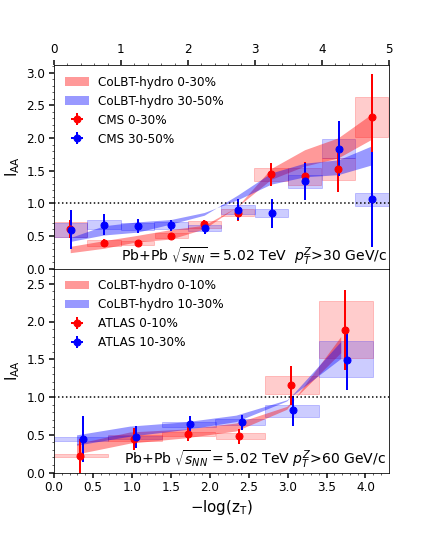 0 1 2 3 4 5
3.0
CoLBT-hydro 0-30%
CoLBT-hydro 30-50%
2.5
CMS 0-30%
2.0
CMS 30-50%
I_AA
1.5
1.0
0.5
Pb+Pb √s_NN = 5.02 TeV p_T^Z>30 GeV/c
0.0
CoLBT-hydro 0-10%
2.5
CoLBT-hydro 10-30%
2.0
ATLAS 0-10%
ATLAS 10-30%
I_AA
1.5
1.0
0.5
Pb+Pb √s_NN = 5.02 TeV p_T^Z>60 GeV/c
0.0
0.0 0.5 1.0 1.5 2.0 2.5 3.0 3.5 4.0
−log(z_T)